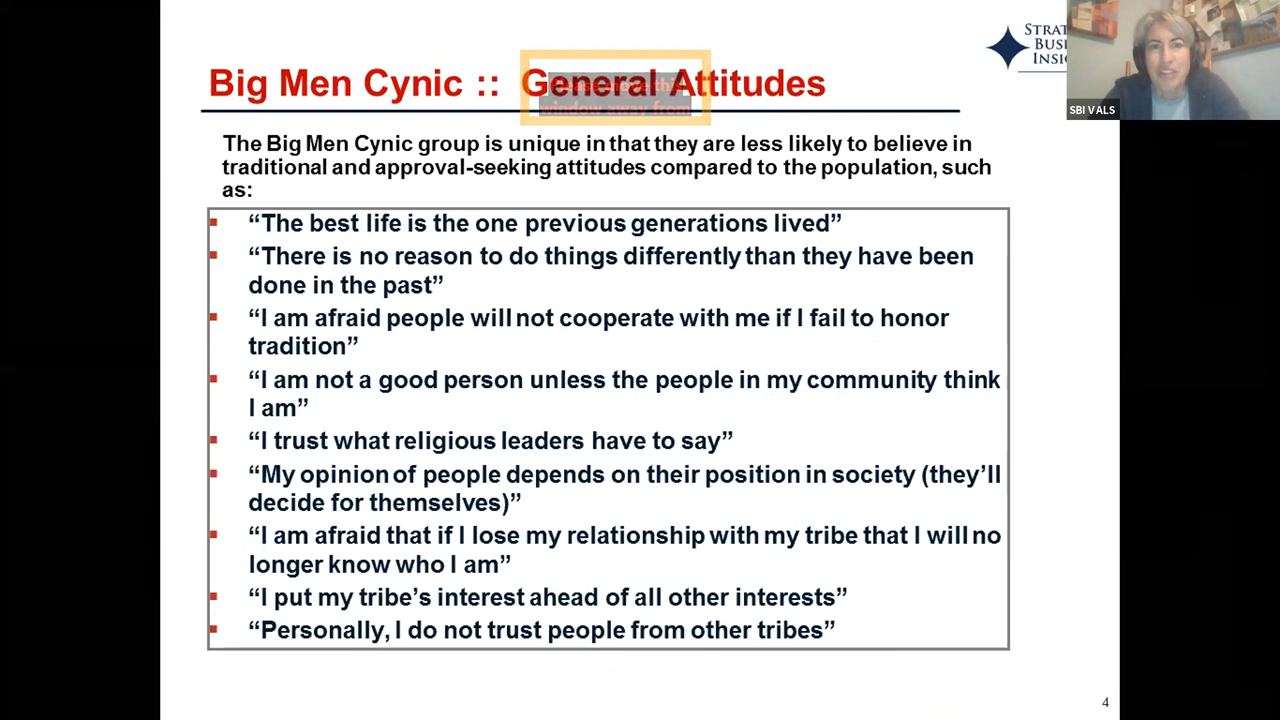 Big Men Cynic :: General Attitudes
STRAT
BUS
INSI
SBI VALS
window away from
The Big Men Cynic group is unique in that they are less likely to believe in
traditional and approval-seeking attitudes compared to the population, such
as:
“The best life is the one previous generations lived”
“There is no reason to do things differently than they have been
done in the past”
“I am afraid people will not cooperate with me if I fail to honor
tradition”
“I am not a good person unless the people in my community think
I am”
“I trust what religious leaders have to say”
“My opinion of people depends on their position in society (they’ll
decide for themselves)”
“I am afraid that if I lose my relationship with my tribe that I will no
longer know who I am”
“I put my tribe’s interest ahead of all other interests”
“Personally, I do not trust people from other tribes”
4